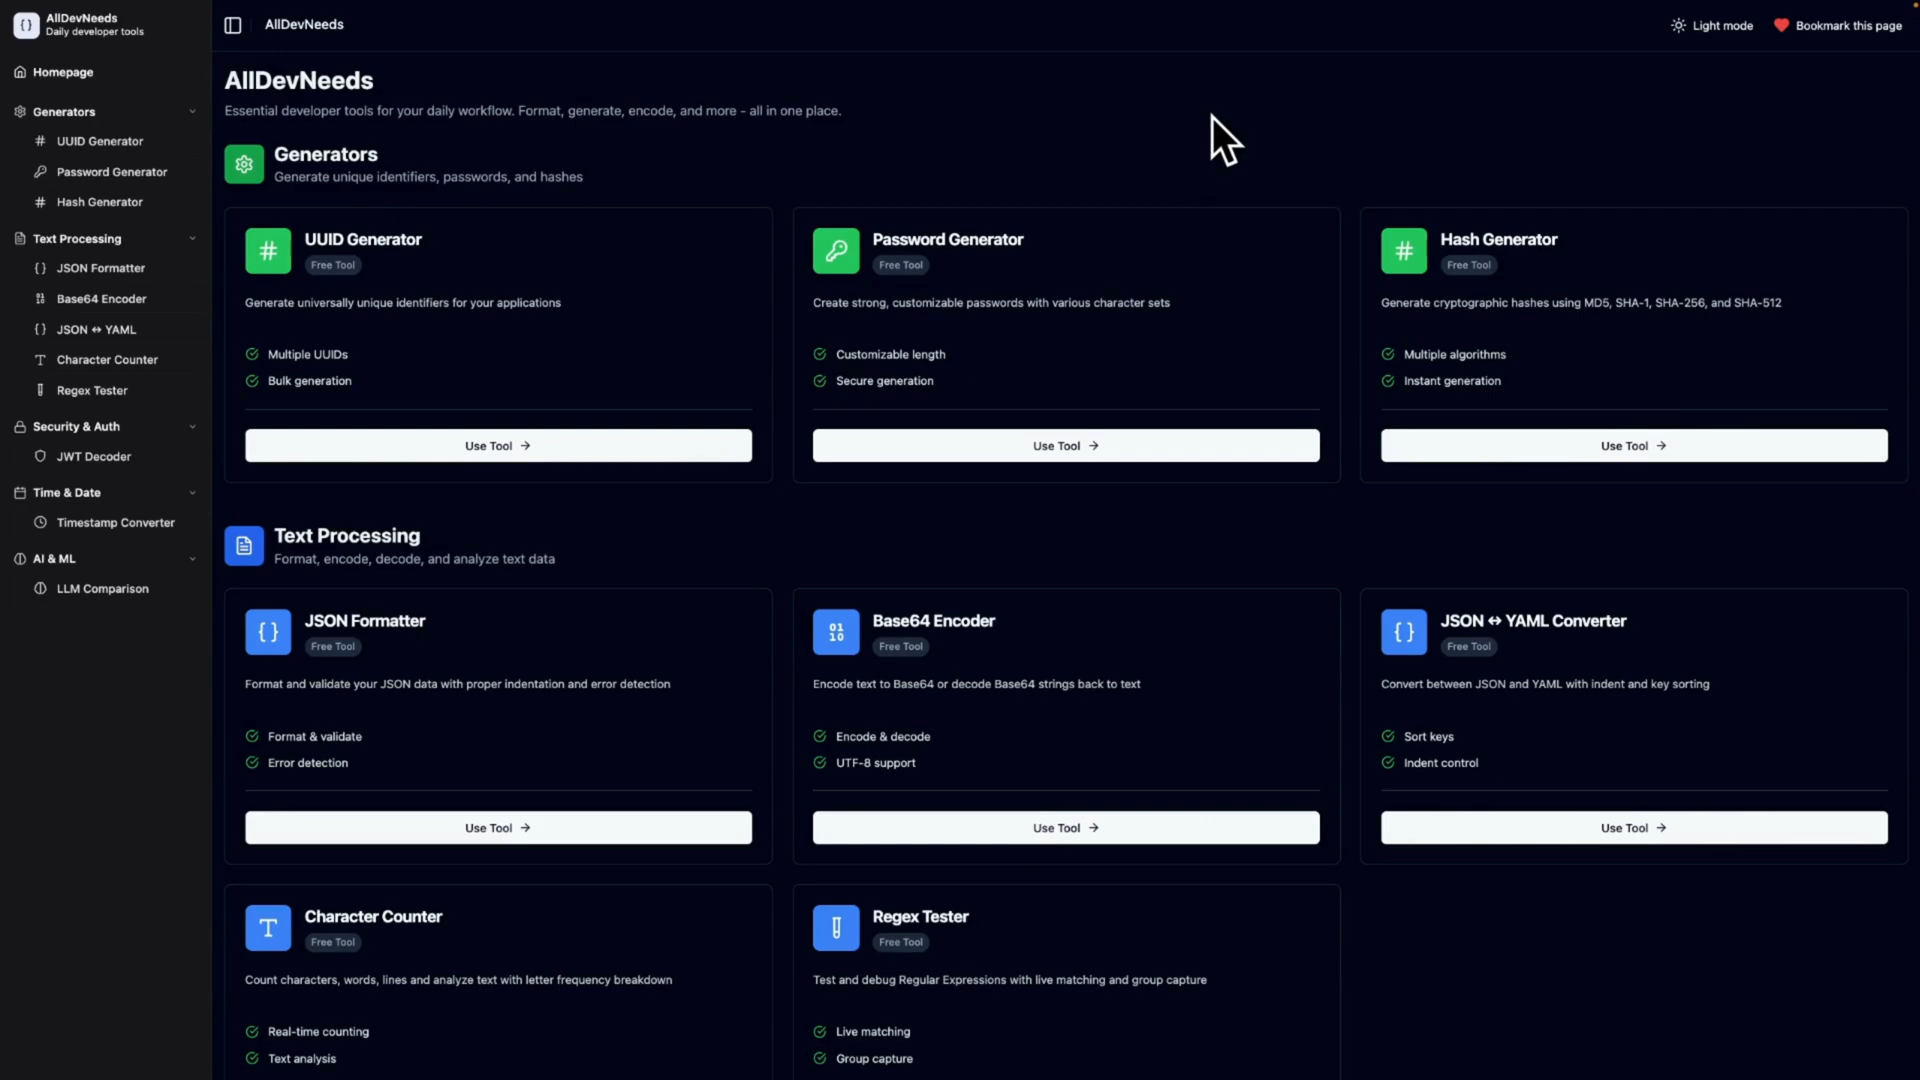 AllDevNeeds
Daily developer tools
Homepage
Generators
UUID Generator
Password Generator
Hash Generator
Text Processing
JSON Formatter
Base64 Encoder
JSON ↔ YAML
Character Counter
Regex Tester
Security & Auth
JWT Decoder
Time & Date
Timestamp Converter
AI & ML
LLM Comparison
AllDevNeeds
Light mode
Bookmark this page
AllDevNeeds
Essential developer tools for your daily workflow. Format, generate, encode, and more - all in one place.
Generators
Generate unique identifiers, passwords, and hashes
UUID Generator
Free Tool
Generate universally unique identifiers for your applications
Multiple UUIDs
Bulk generation
Use Tool →
Password Generator
Free Tool
Create strong, customizable passwords with various character sets
Customizable length
Secure generation
Use Tool →
Hash Generator
Free Tool
Generate cryptographic hashes using MD5, SHA-1, SHA-256, and SHA-512
Multiple algorithms
Instant generation
Use Tool →
Text Processing
Format, encode, decode, and analyze text data
JSON Formatter
Free Tool
Format and validate your JSON data with proper indentation and error detection
Format & validate
Error detection
Use Tool →
Base64 Encoder
Free Tool
Encode text to Base64 or decode Base64 strings back to text
Encode & decode
UTF-8 support
Use Tool →
JSON ↔ YAML Converter
Free Tool
Convert between JSON and YAML with indent and key sorting
Sort keys
Indent control
Use Tool →
Character Counter
Free Tool
Count characters, words, lines and analyze text with letter frequency breakdown
Real-time counting
Text analysis
Regex Tester
Free Tool
Test and debug Regular Expressions with live matching and group capture
Live matching
Group capture